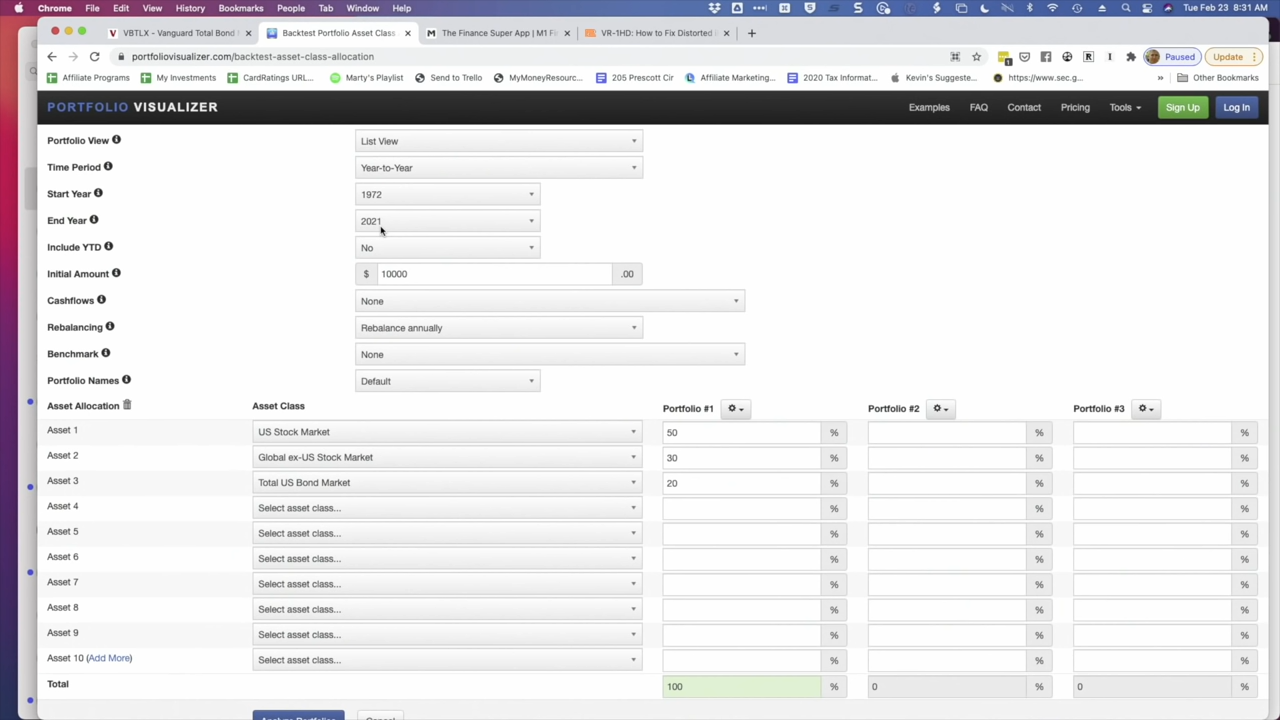 Chrome File Edit View History Bookmarks People Tab Window Help Tue Feb 23 8:31 AM
VBTLX - Vanguard Total Bond Backtest Portfolio Asset Class The Finance Super App | M1 Fi VR-1HD: How to Fix Distorted
portfoliovisualizer.com/backtest-asset-class-allocation Paused Update
Affiliate Programs My Investments CardRatings URL... Marty's Playlist Send to Trello MyMoneyResourc... 205 Prescott Cir Affiliate Marketing... 2020 Tax Informat... Kevin's Suggeste... https://www.sec.g... » Other Bookmarks
PORTFOLIO VISUALIZER Examples FAQ Contact Pricing Tools Sign Up Log In
Portfolio View List View
Time Period Year-to-Year
Start Year 1972
End Year 2021
Include YTD No
Initial Amount $ 10000 .00
Cashflows None
Rebalancing Rebalance annually
Benchmark None
Portfolio Names Default
Asset Allocation Asset Class Portfolio #1 Portfolio #2 Portfolio #3
Asset 1 US Stock Market 50 % % %
Asset 2 Global ex-US Stock Market 30 % % %
Asset 3 Total US Bond Market 20 % % %
Asset 4 Select asset class... % % %
Asset 5 Select asset class... % % %
Asset 6 Select asset class... % % %
Asset 7 Select asset class... % % %
Asset 8 Select asset class... % % %
Asset 9 Select asset class... % % %
Asset 10 (Add More) Select asset class... % % %
Total 100 % 0 % 0 %
Analyze Portfolios Cancel